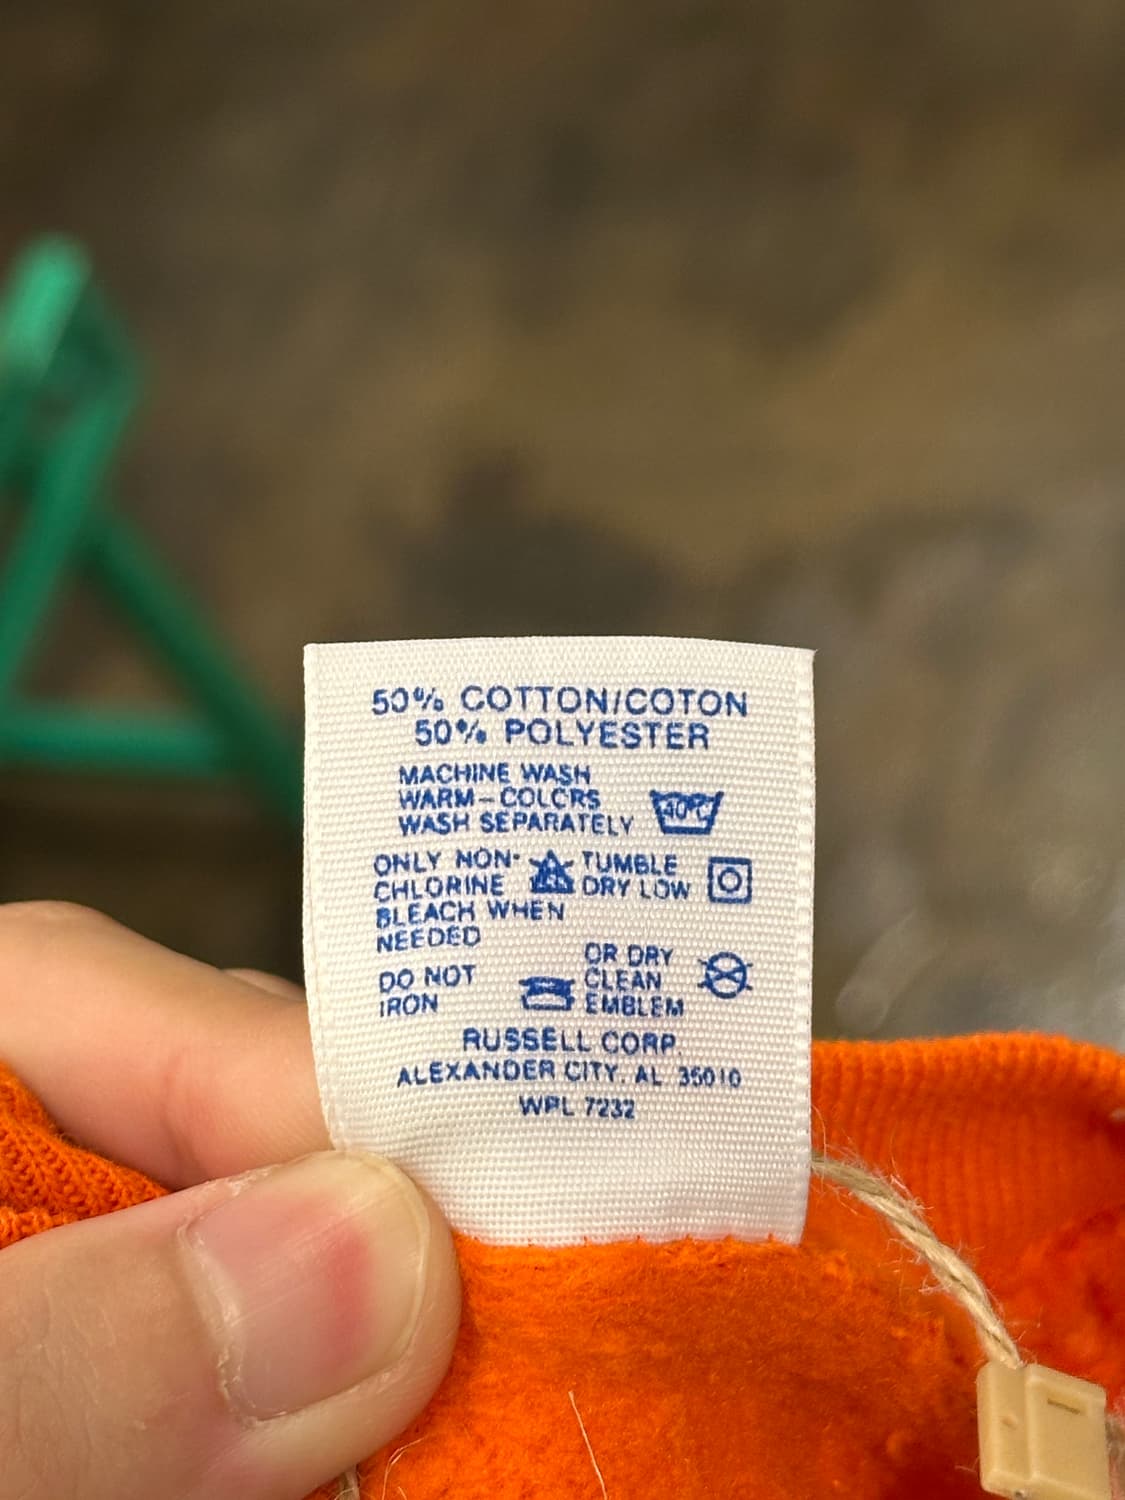 50% COTTON/COTON
50% POLYESTER
MACHINE WASH
WARM-COLORS
WASH SEPARATELY
40°C
ONLY NON-
CHLORINE
BLEACH WHEN
NEEDED
TUMBLE
DRY LOW
DO NOT
IRON
OR DRY
CLEAN
EMBLEM
RUSSELL CORP.
ALEXANDER CITY, AL 35010
WPL 7232